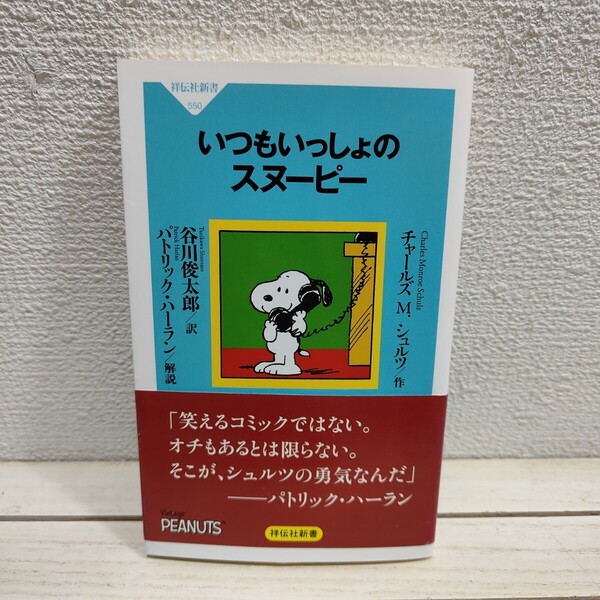 祥伝社新書
550
いつもいっしょの
スヌーピー
Charles Monroe Schulz
チャールズ M. シュルツ/作
Tanikawa Shuntaro
谷川俊太郎/訳
Patrick Harlan
パトリック・ハーラン/解説
「笑えるコミックではない。
オチもあるとは限らない。
そこが、シュルツの勇気なんだ」
――パトリック・ハーラン
Vintage
PEANUTS
祥伝社新書